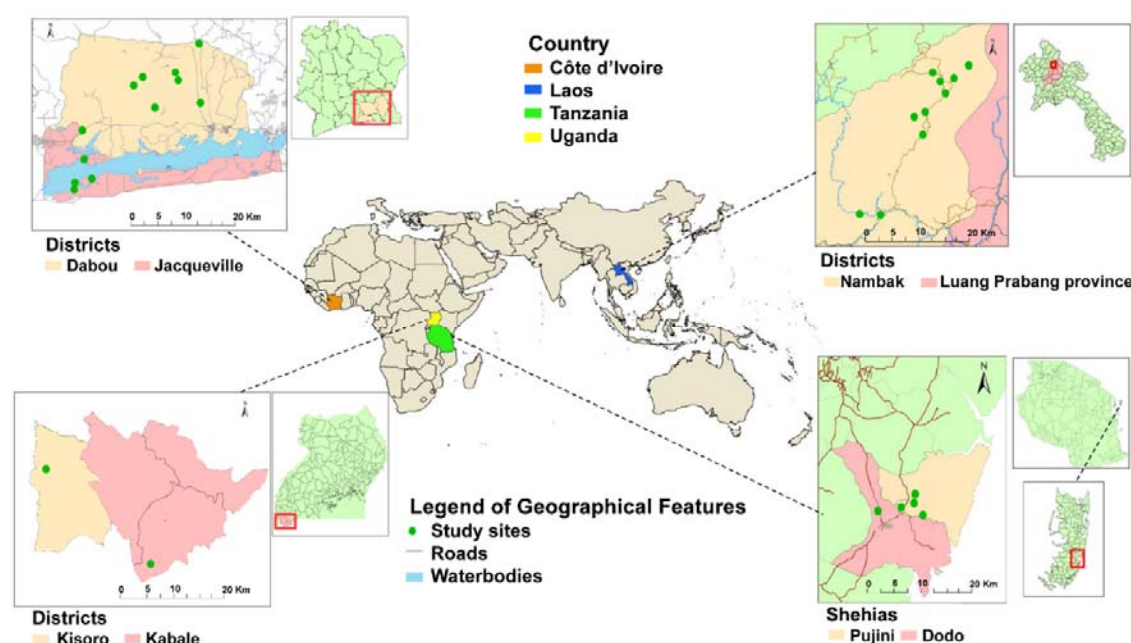 N
0 5 10 20 Km
Districts
Dabou Jacqueville
Country
Côte d'Ivoire
Laos
Tanzania
Uganda
N
0 5 10 20 Km
Districts
Nambak Luang Prabang province
N
0 5 10 20 Km
Districts
Kisoro Kabale
Legend of Geographical Features
Study sites
Roads
Waterbodies
N
0 2.5 5 10 Km
Shehias
Pujini Dodo